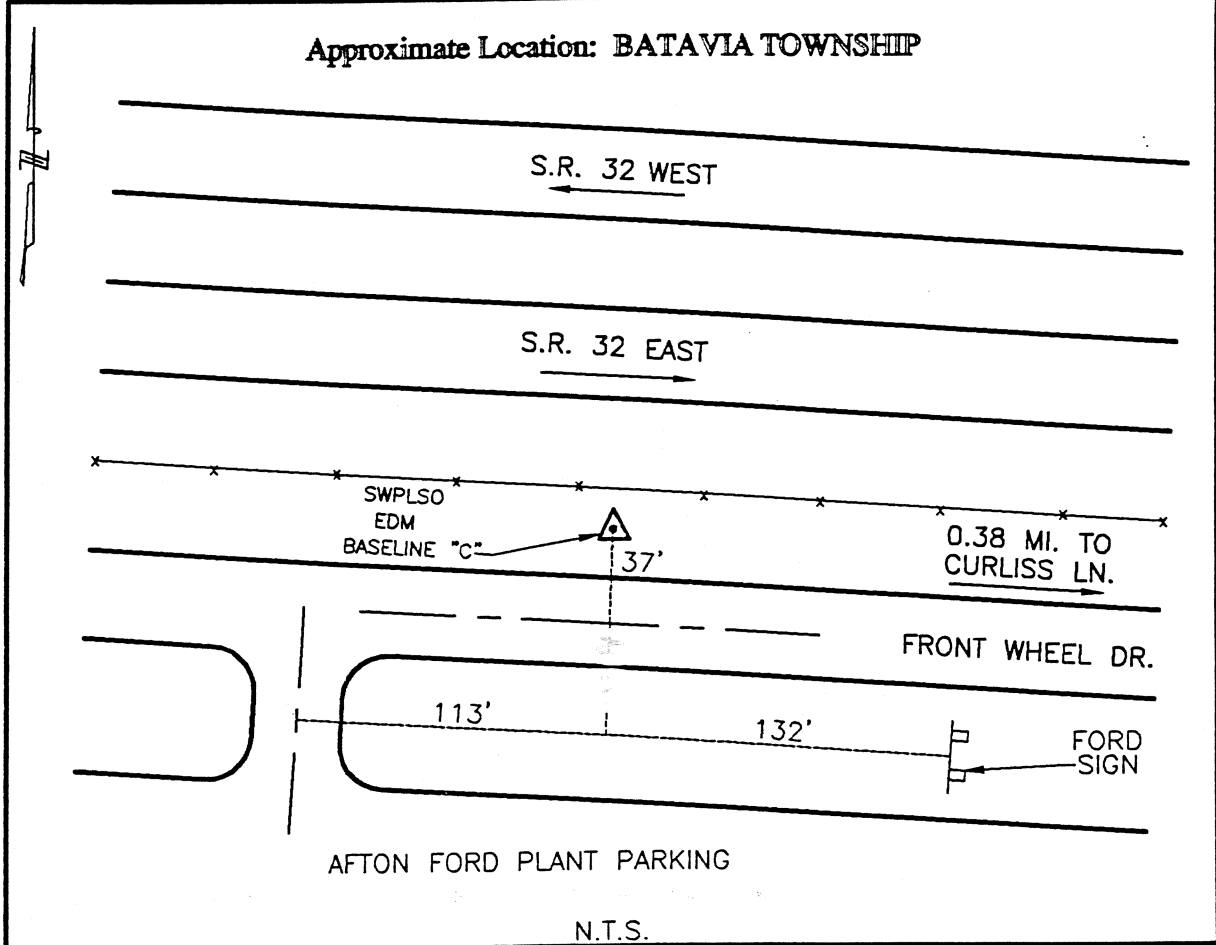 Approximate Location: BATAVIA TOWNSHIP
N
S.R. 32 WEST
S.R. 32 EAST
SWPLSO
EDM
BASELINE "C"
37'
0.38 MI. TO
CURLISS LN.
FRONT WHEEL DR.
113'
132'
FORD
SIGN
AFTON FORD PLANT PARKING
N.T.S.